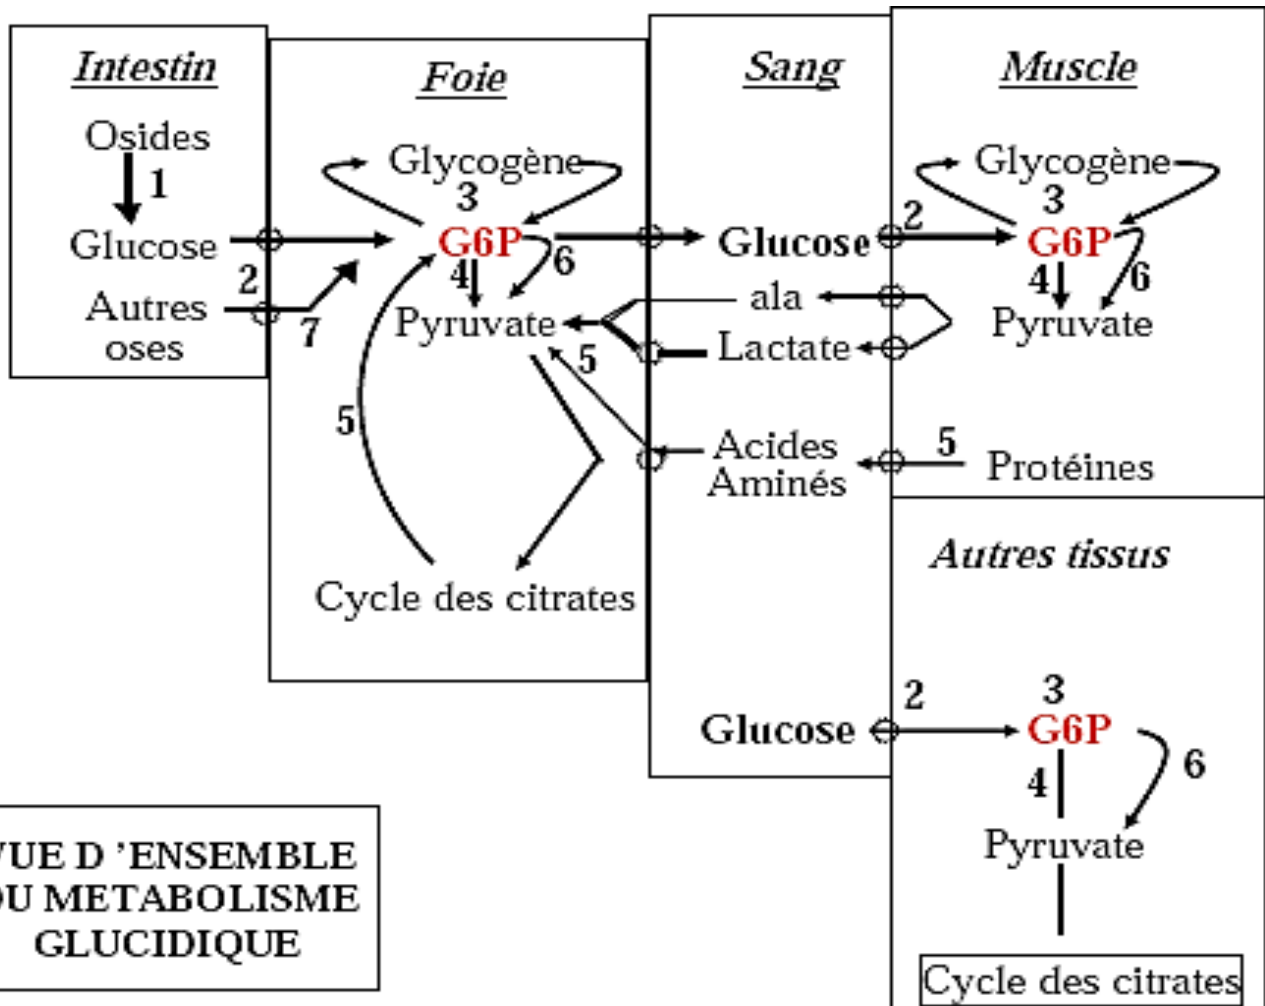 Intestin
Osides
1
Glucose
2
Autres
oses
7
Foie
Glycogène
3
G6P
4
6
Pyruvate
5
5
Cycle des citrates
Sang
Glucose
2
ala
Lactate
Acides
Aminés
Glucose
2
Muscle
Glycogène
3
G6P
4
6
Pyruvate
5
Protéines
Autres tissus
3
G6P
4
6
Pyruvate
Cycle des citrates
VUE D ’ENSEMBLE
DU METABOLISME
GLUCIDIQUE